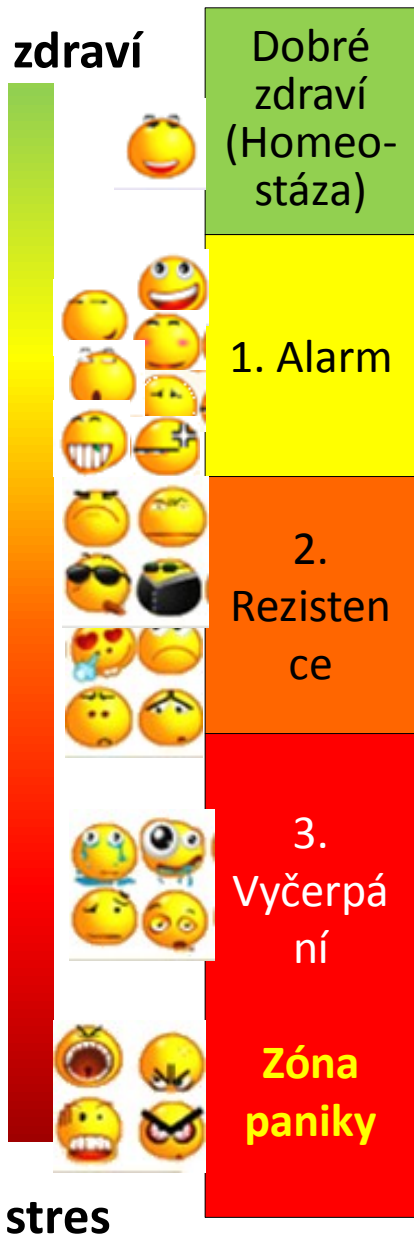 zdraví
Dobré
zdraví
(Homeo-
stáza)
1. Alarm
2.
Rezisten
ce
3.
Vyčerpá
ní
Zóna
paniky
stres